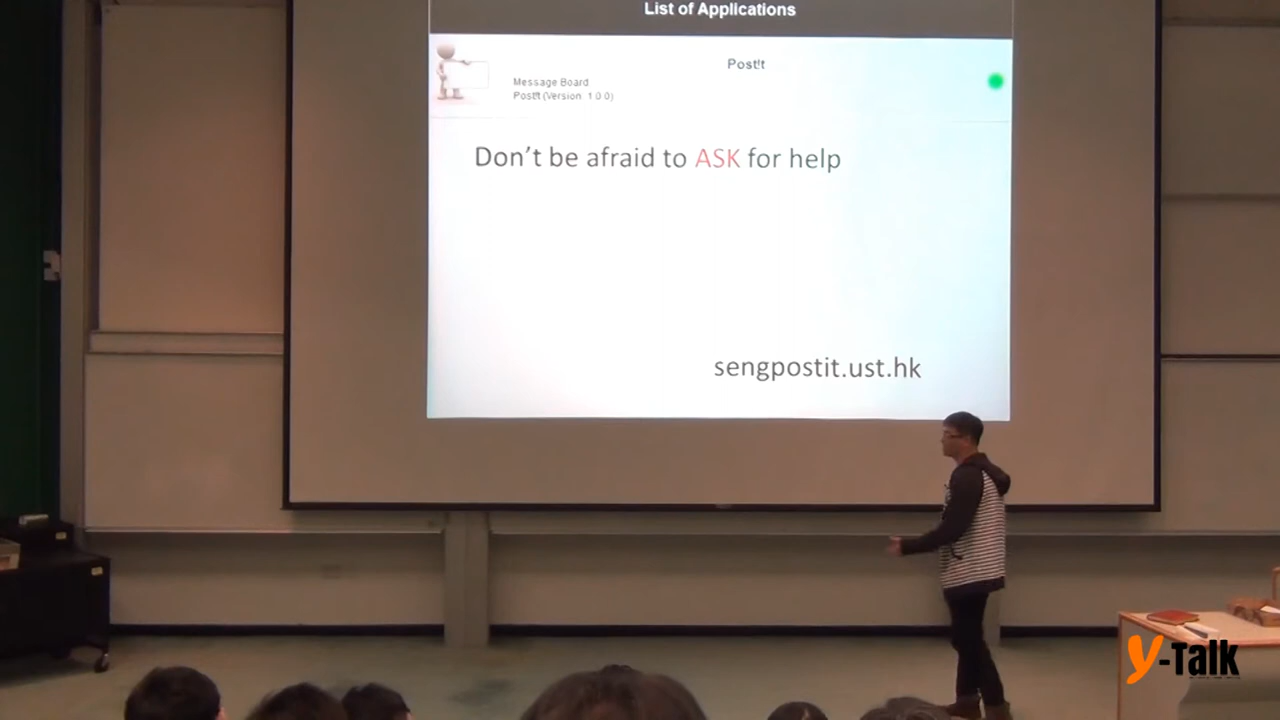 List of Applications
Post!t
Message Board
Post!t (Version: 1.0.0)
Don't be afraid to ASK for help
sengpostit.ust.hk
Y-Talk